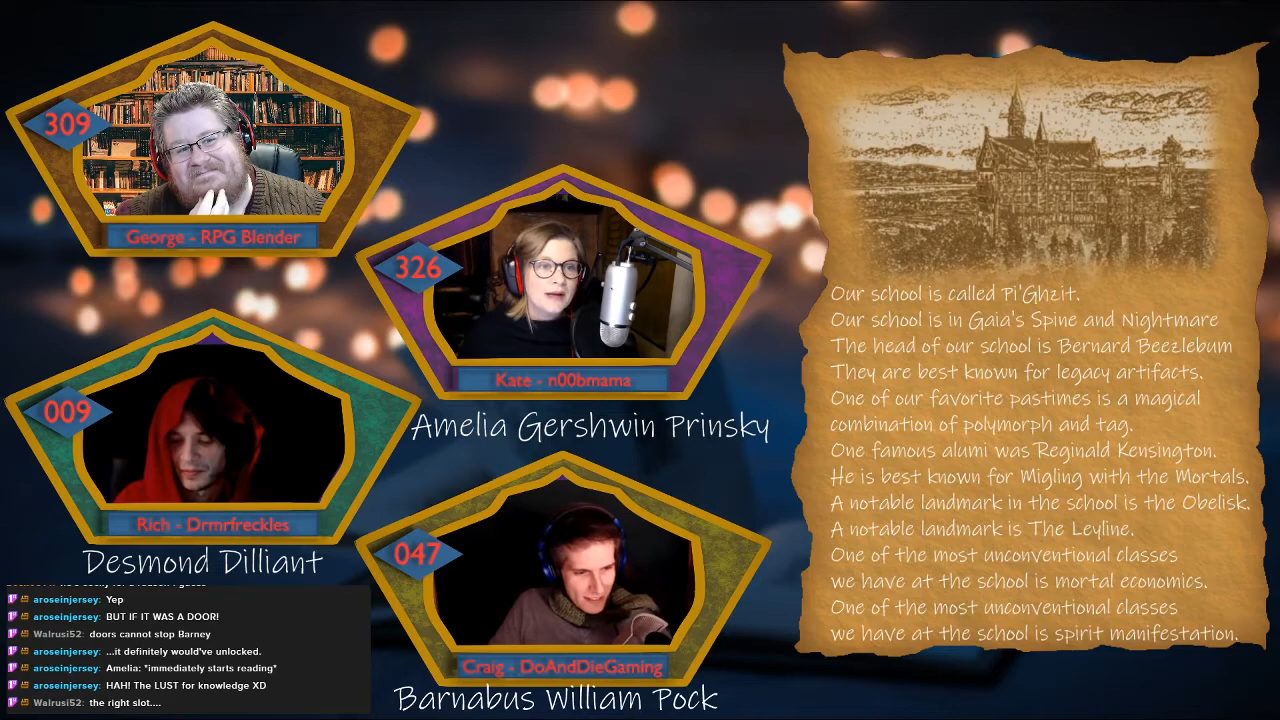 309
George - RPG Blender
326
Kate - n00bmama
Amelia Gershwin Prinsky
009
Rich - Drmrfreckles
Desmond Dilliant
047
Craig - DoAndDieGaming
Barnabus William Pock
aroseinjersey: Yep
aroseinjersey: BUT IF IT WAS A DOOR!
Walrusi52: doors cannot stop Barney
aroseinjersey: ...it definitely would've unlocked.
aroseinjersey: Amelia: *immediately starts reading*
aroseinjersey: HAH! The LUST for knowledge XD
Walrusi52: the right slot....
Our school is called Pi'Ghzit.
Our school is in Gaia's Spine and Nightmare
The head of our school is Bernard Beezlebum
They are best known for legacy artifacts.
One of our favorite pastimes is a magical
combination of polymorph and tag.
One famous alumi was Reginald Kensington.
He is best known for Migling with the Mortals.
A notable landmark in the school is the Obelisk.
A notable landmark is The Leyline.
One of the most unconventional classes
we have at the school is mortal economics.
One of the most unconventional classes
we have at the school is spirit manifestation.